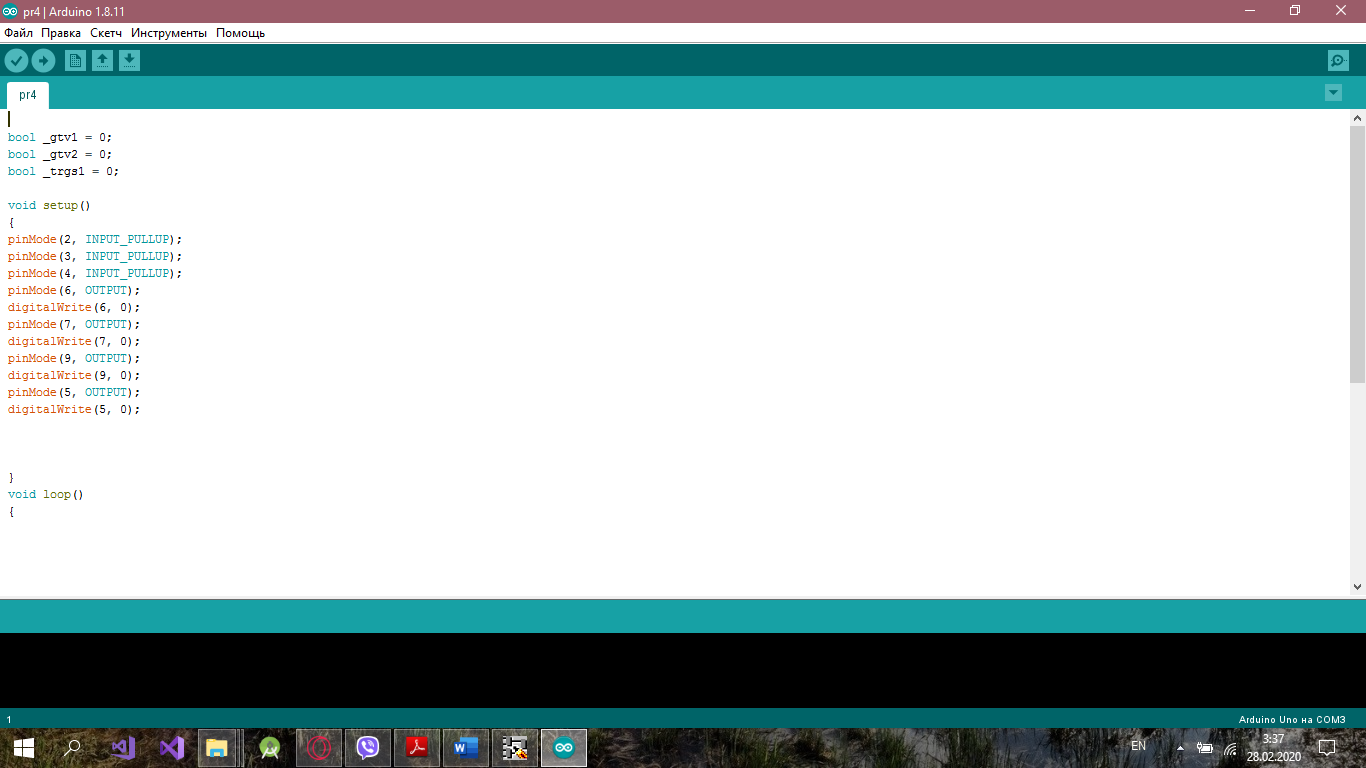 pr4 | Arduino 1.8.11
Файл Правка Скетч Инструменты Помощь
pr4
bool _gtv1 = 0;
bool _gtv2 = 0;
bool _trgs1 = 0;
void setup()
{
pinMode(2, INPUT_PULLUP);
pinMode(3, INPUT_PULLUP);
pinMode(4, INPUT_PULLUP);
pinMode(6, OUTPUT);
digitalWrite(6, 0);
pinMode(7, OUTPUT);
digitalWrite(7, 0);
pinMode(9, OUTPUT);
digitalWrite(9, 0);
pinMode(5, OUTPUT);
digitalWrite(5, 0);
}
void loop()
{
1
Arduino Uno на COM3
EN
3:37
28.02.2020